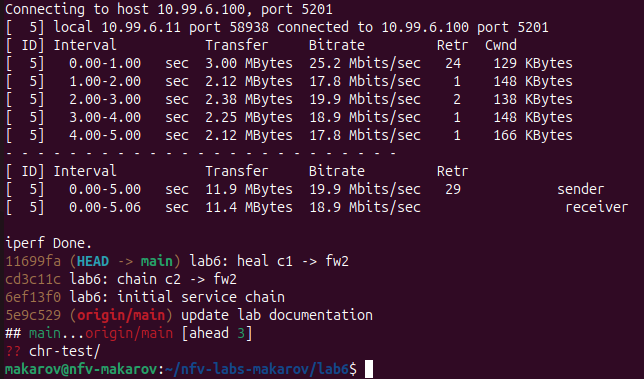 Connecting to host 10.99.6.100, port 5201
[  5] local 10.99.6.11 port 58938 connected to 10.99.6.100 port 5201
[ ID] Interval           Transfer     Bitrate         Retr  Cwnd
[  5]   0.00-1.00   sec  3.00 MBytes  25.2 Mbits/sec   24    129 KBytes
[  5]   1.00-2.00   sec  2.12 MBytes  17.8 Mbits/sec    1    148 KBytes
[  5]   2.00-3.00   sec  2.38 MBytes  19.9 Mbits/sec    2    138 KBytes
[  5]   3.00-4.00   sec  2.25 MBytes  18.9 Mbits/sec    1    148 KBytes
[  5]   4.00-5.00   sec  2.12 MBytes  17.8 Mbits/sec    1    166 KBytes
- - - - - - - - - - - - - - - - - - - - - - - - -
[ ID] Interval           Transfer     Bitrate         Retr
[  5]   0.00-5.00   sec  11.9 MBytes  19.9 Mbits/sec   29             sender
[  5]   0.00-5.06   sec  11.4 MBytes  18.9 Mbits/sec                  receiver
iperf Done.
11699fa (HEAD -> main) lab6: heal c1 -> fw2
cd3c11c lab6: chain c2 -> fw2
6ef13f0 lab6: initial service chain
5e9c529 (origin/main) update lab documentation
## main...origin/main [ahead 3]
?? chr-test/
makarov@nfv-makarov:~/nfv-labs-makarov/lab6$